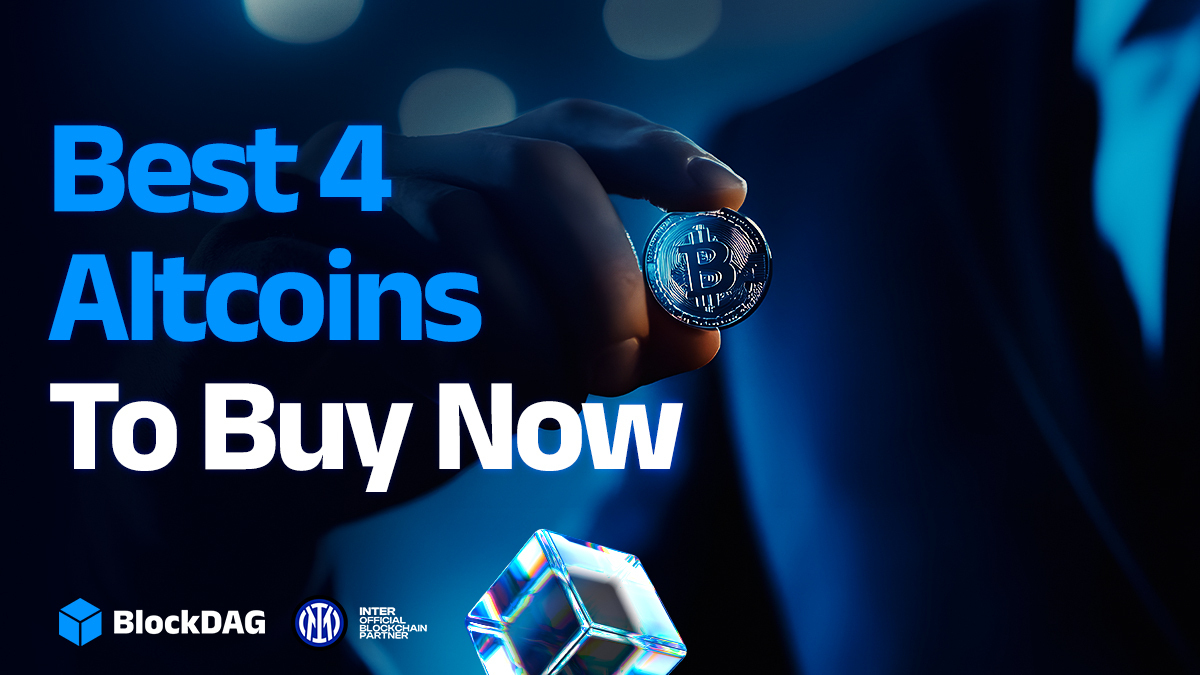 Best 4
Altcoins
To Buy Now
BlockDAG
INTER
OFFICIAL
BLOCKCHAIN
PARTNER
B